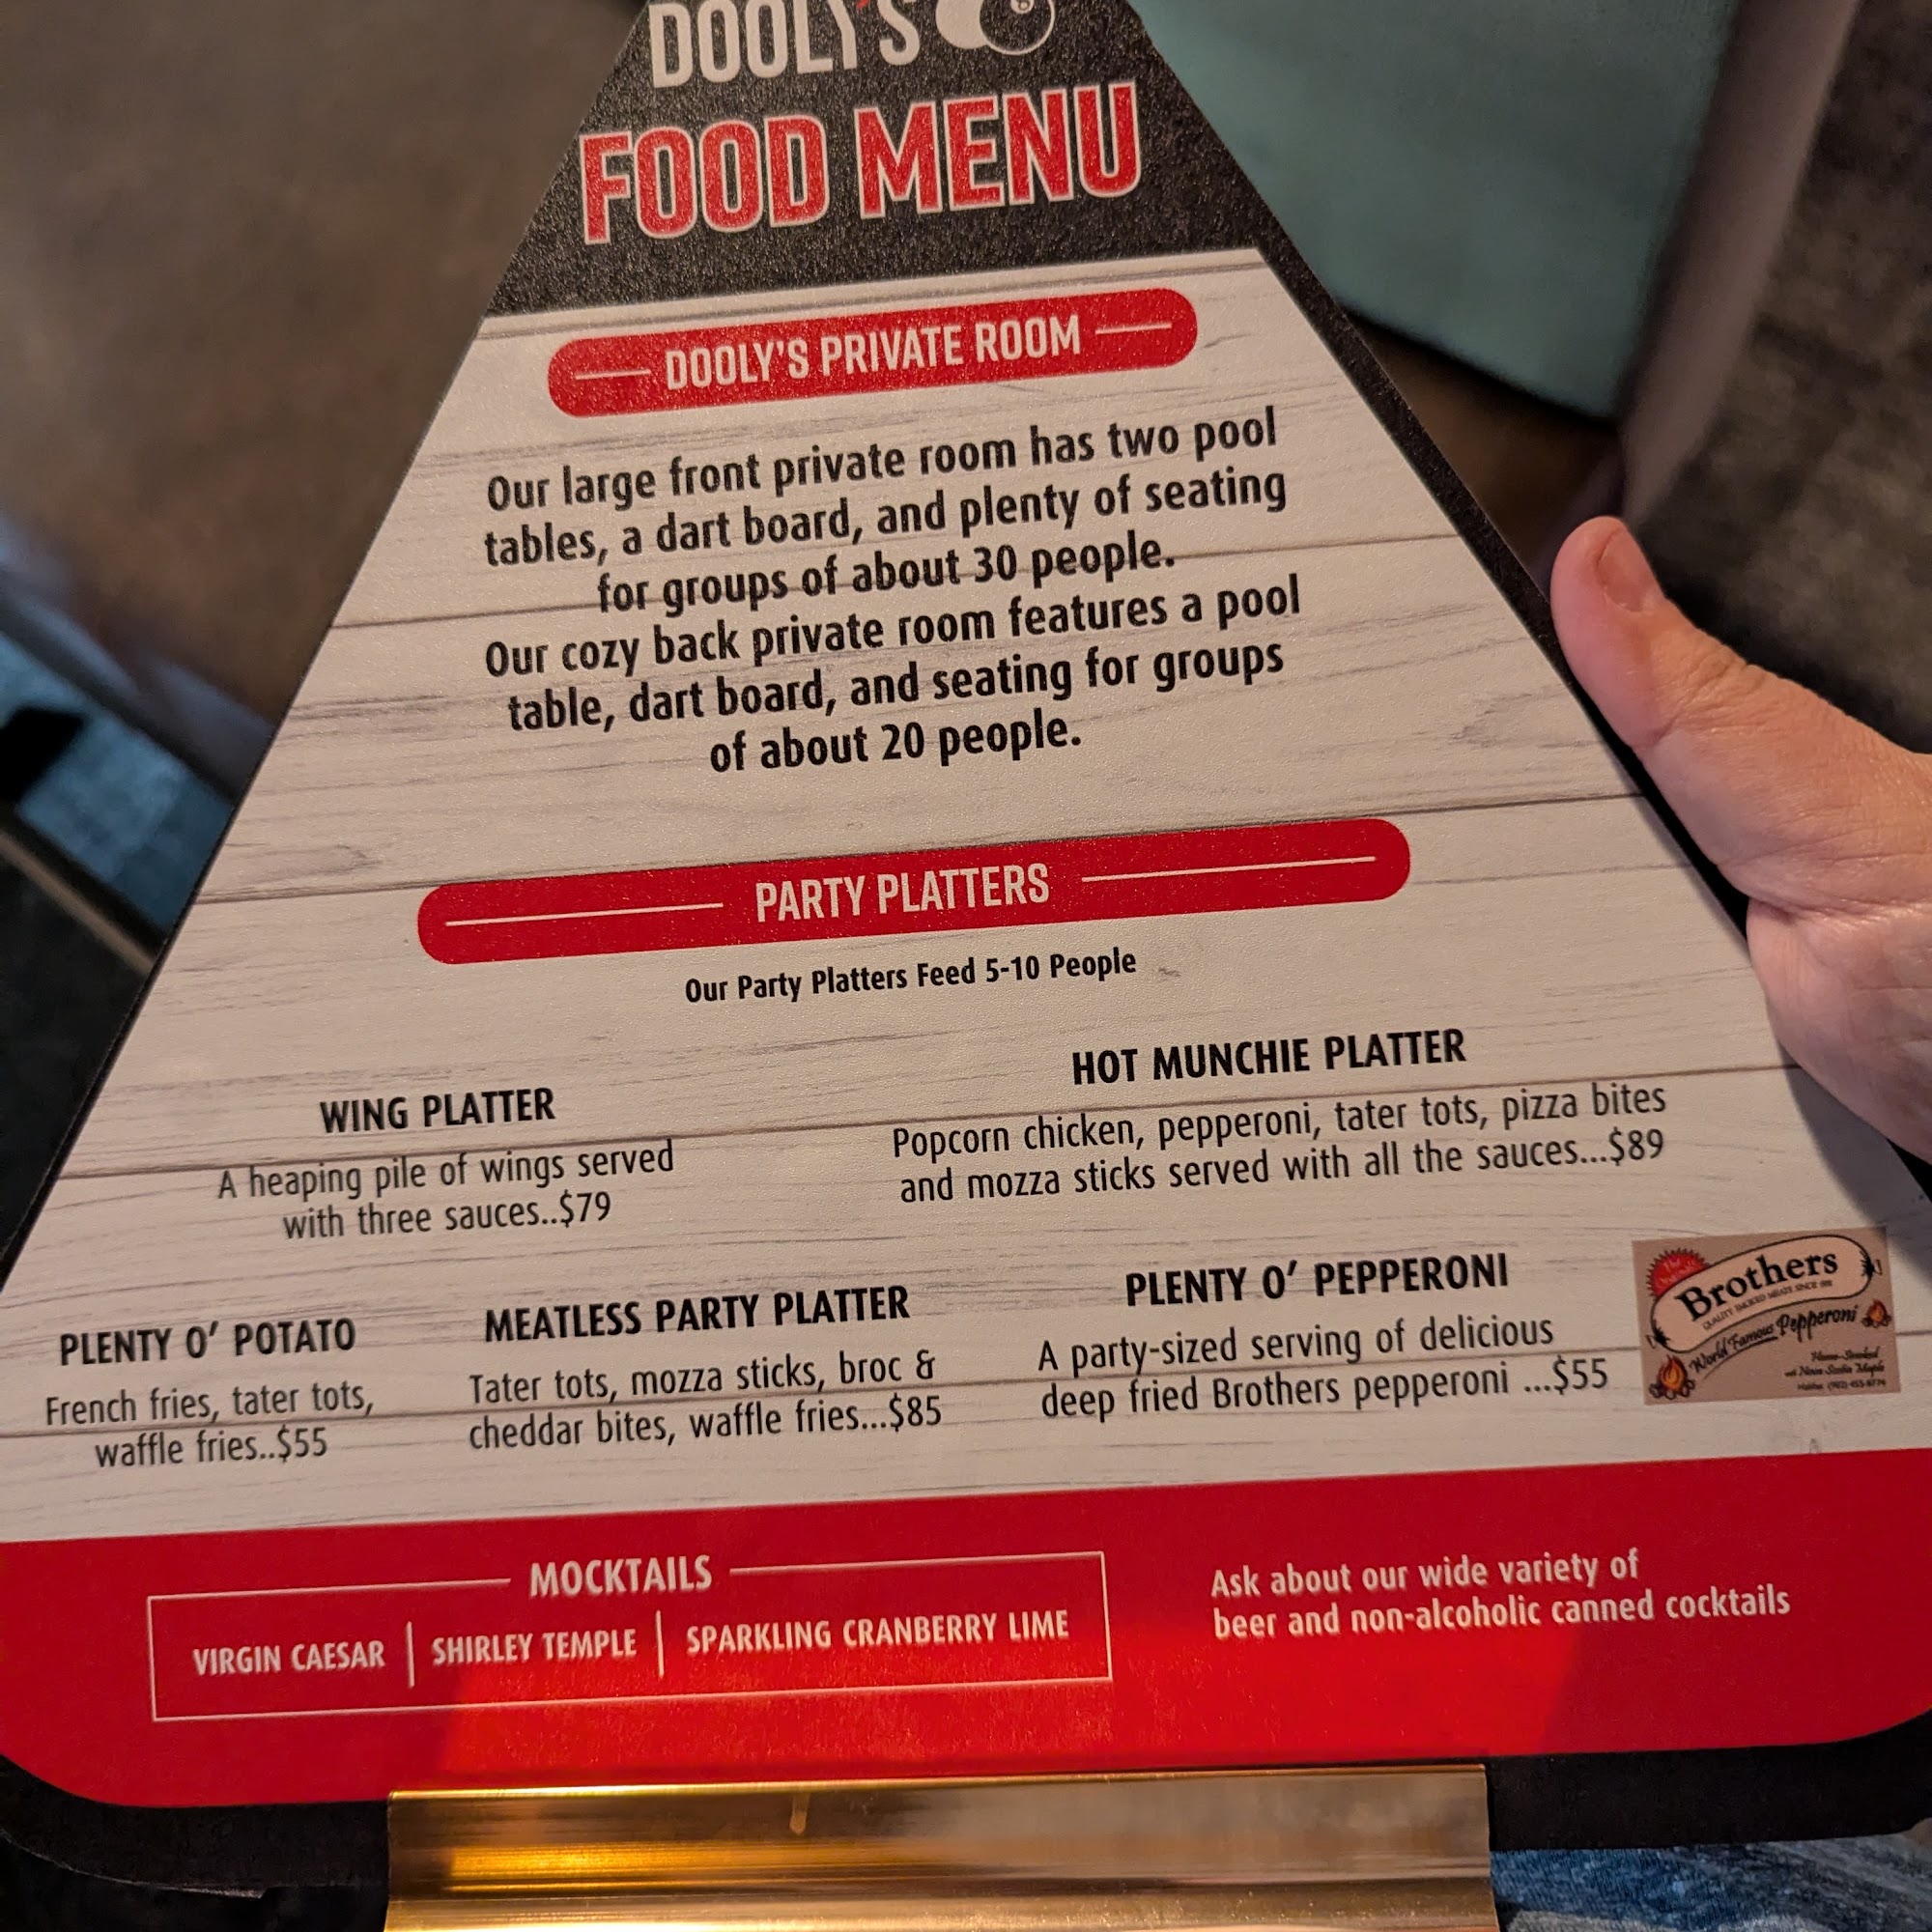 DOOLY'S
FOOD MENU
DOOLY'S PRIVATE ROOM
Our large front private room has two pool
tables, a dart board, and plenty of seating
for groups of about 30 people.
Our cozy back private room features a pool
table, dart board, and seating for groups
of about 20 people.
PARTY PLATTERS
Our Party Platters Feed 5-10 People
WING PLATTER
A heaping pile of wings served
with three sauces..$79
HOT MUNCHIE PLATTER
Popcorn chicken, pepperoni, tater tots, pizza bites
and mozza sticks served with all the sauces...$89
PLENTY O' POTATO
French fries, tater tots,
waffle fries..$55
MEATLESS PARTY PLATTER
Tater tots, mozza sticks, broc &
cheddar bites, waffle fries...$85
PLENTY O' PEPPERONI
A party-sized serving of delicious
deep fried Brothers pepperoni ...$55
Brothers
World Famous Pepperoni
MOCKTAILS
VIRGIN CAESAR | SHIRLEY TEMPLE | SPARKLING CRANBERRY LIME
Ask about our wide variety of
beer and non-alcoholic canned cocktails